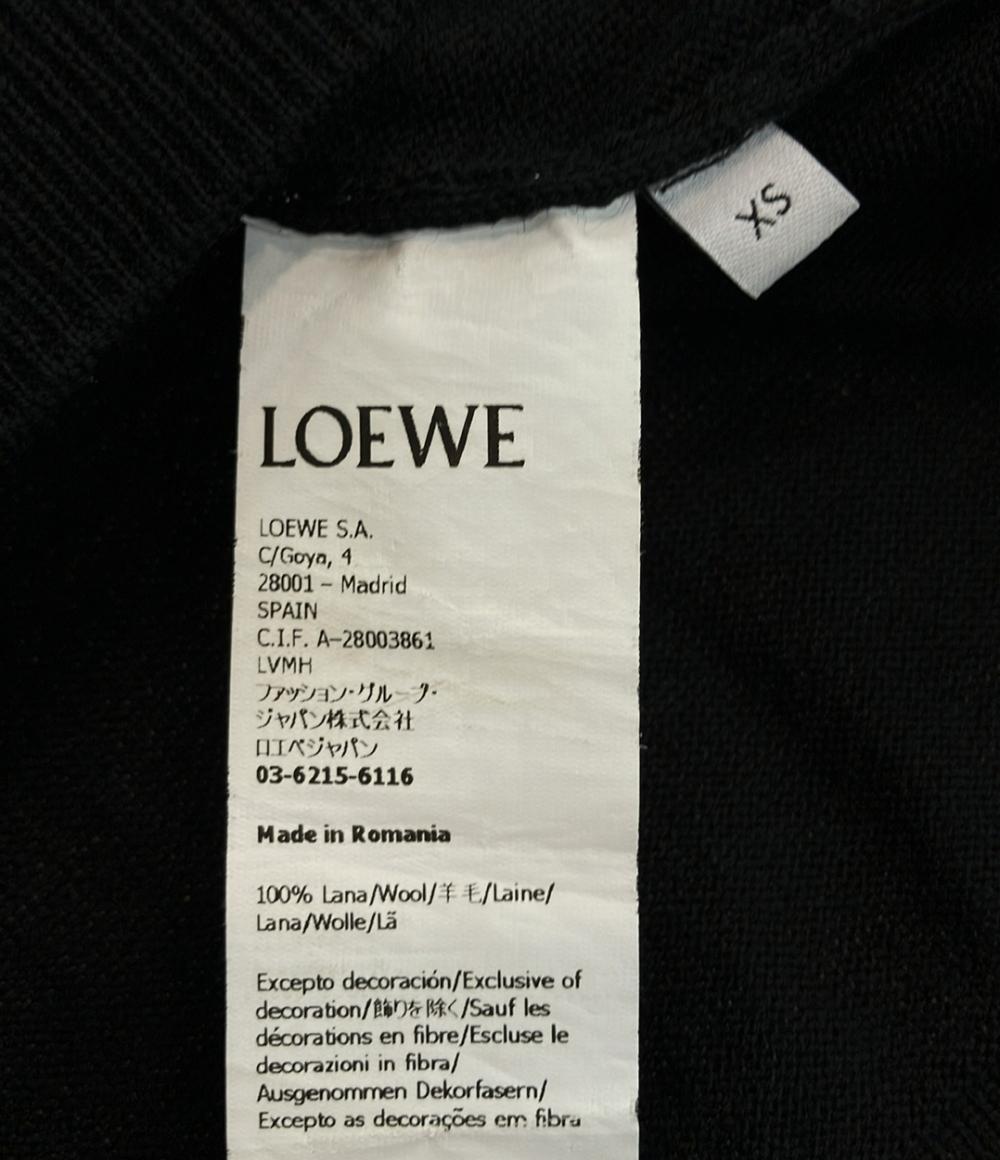 XS
LOEWE
LOEWE S.A.
C/Goya, 4
28001 – Madrid
SPAIN
C.I.F. A-28003861
LVMH
ファッション・グループ・
ジャパン株式会社
ロエベジャパン
03-6215-6116
Made in Romania
100% Lana/Wool/羊毛/Laine/
Lana/Wolle/Lã
Excepto decoración/Exclusive of
decoration/飾りを除く/Sauf les
décorations en fibre/Escluse le
decorazioni in fibra/
Ausgenommen Dekorfasern/
Excepto as decorações em fibra